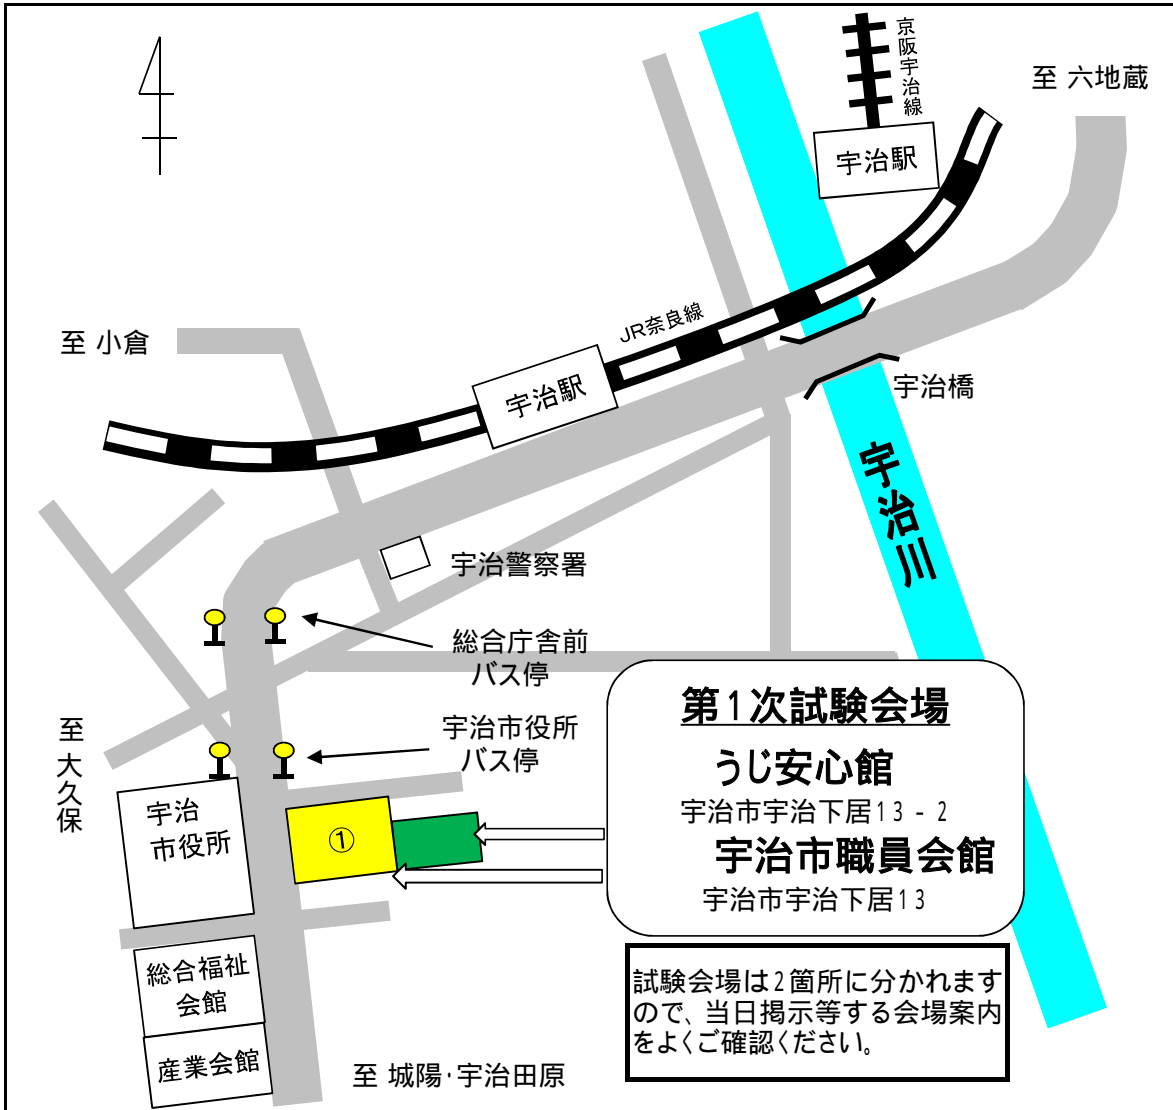 京阪宇治線
至 六地蔵
宇治駅
JR奈良線
至 小倉
宇治駅
宇治橋
宇治川
宇治警察署
総合庁舎前
バス停
第1次試験会場
うじ安心館
宇治市宇治下居13-2
宇治市職員会館
宇治市宇治下居13
至 大久保
宇治市役所
バス停
宇治
市役所
①
総合福祉
会館
産業会館
至 城陽・宇治田原
試験会場は2箇所に分かれます
ので、当日掲示等する会場案内
をよくご確認ください。